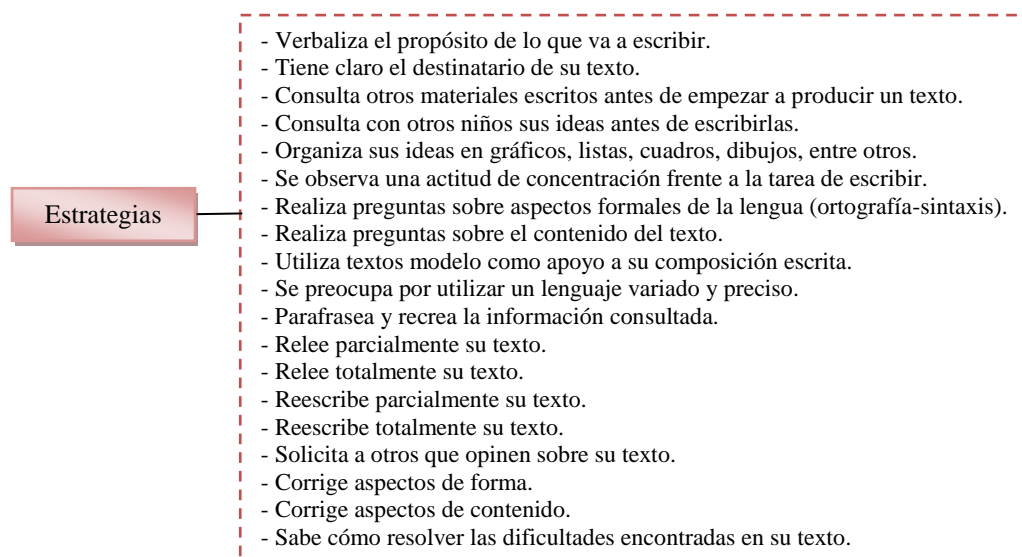 Estrategias
- Verbaliza el propósito de lo que va a escribir.
- Tiene claro el destinatario de su texto.
- Consulta otros materiales escritos antes de empezar a producir un texto.
- Consulta con otros niños sus ideas antes de escribirlas.
- Organiza sus ideas en gráficos, listas, cuadros, dibujos, entre otros.
- Se observa una actitud de concentración frente a la tarea de escribir.
- Realiza preguntas sobre aspectos formales de la lengua (ortografía-sintaxis).
- Realiza preguntas sobre el contenido del texto.
- Utiliza textos modelo como apoyo a su composición escrita.
- Se preocupa por utilizar un lenguaje variado y preciso.
- Parafrasea y recrea la información consultada.
- Relee parcialmente su texto.
- Relee totalmente su texto.
- Reescribe parcialmente su texto.
- Reescribe totalmente su texto.
- Solicita a otros que opinen sobre su texto.
- Corrige aspectos de forma.
- Corrige aspectos de contenido.
- Sabe cómo resolver las dificultades encontradas en su texto.